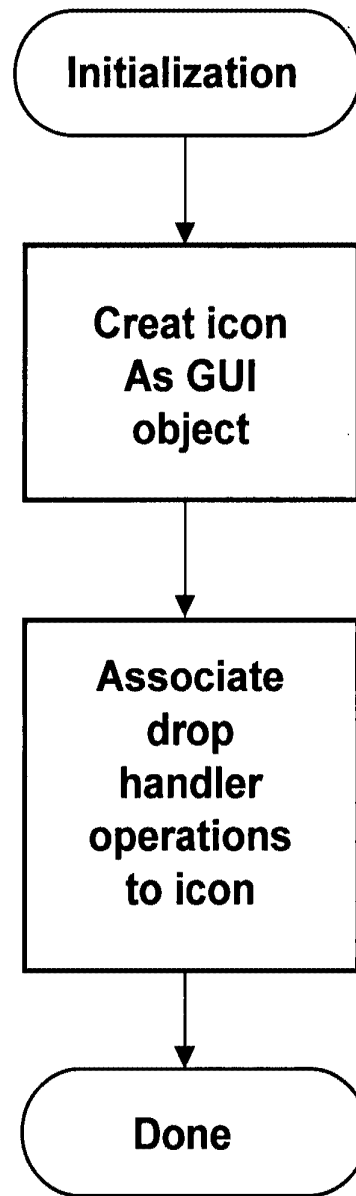 Initialization
Creat icon
As GUI
object
Associate
drop
handler
operations
to icon
Done